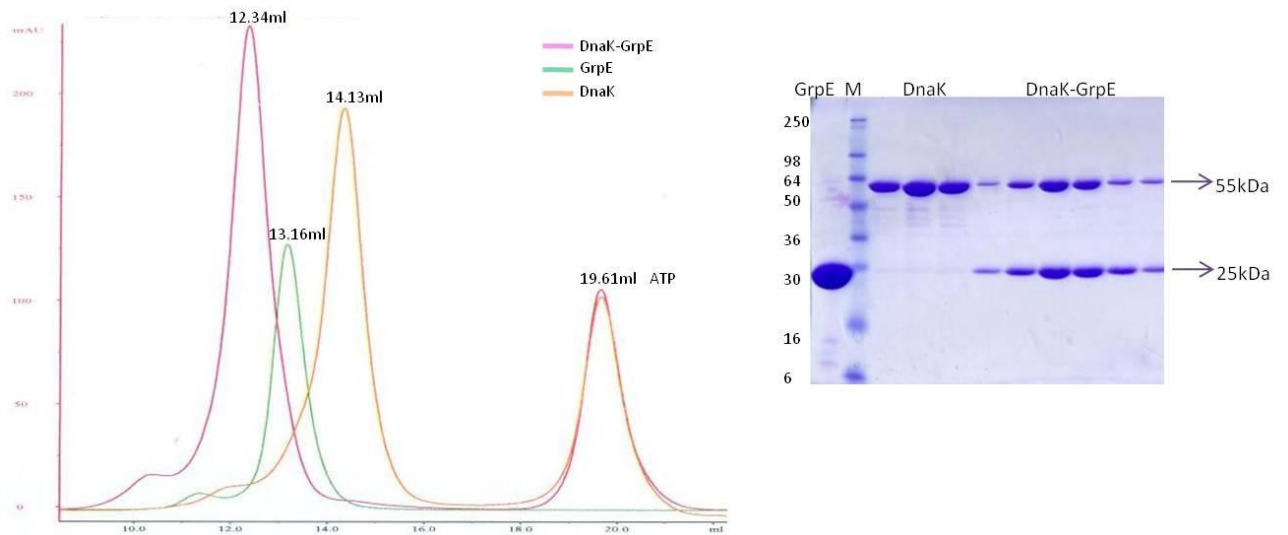 mAU
200
150
100
50
0
10.0 12.0 14.0 16.0 18.0 20.0 ml
12.34ml
13.16ml
14.13ml
19.61ml ATP
DnaK-GrpE
GrpE
DnaK
GrpE M DnaK DnaK-GrpE
250
98
64
50
36
30
16
6
55kDa
25kDa